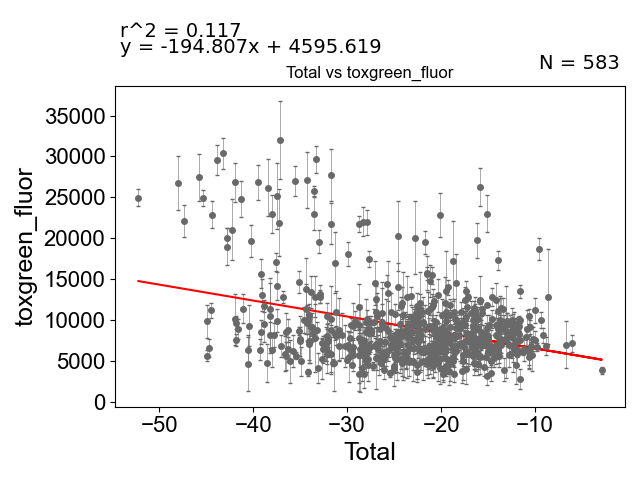 r^2 = 0.117
y = -194.807x + 4595.619
N = 583
Total vs toxgreen_fluor
toxgreen_fluor
35000
30000
25000
20000
15000
10000
5000
0
−50
−40
−30
−20
−10
Total